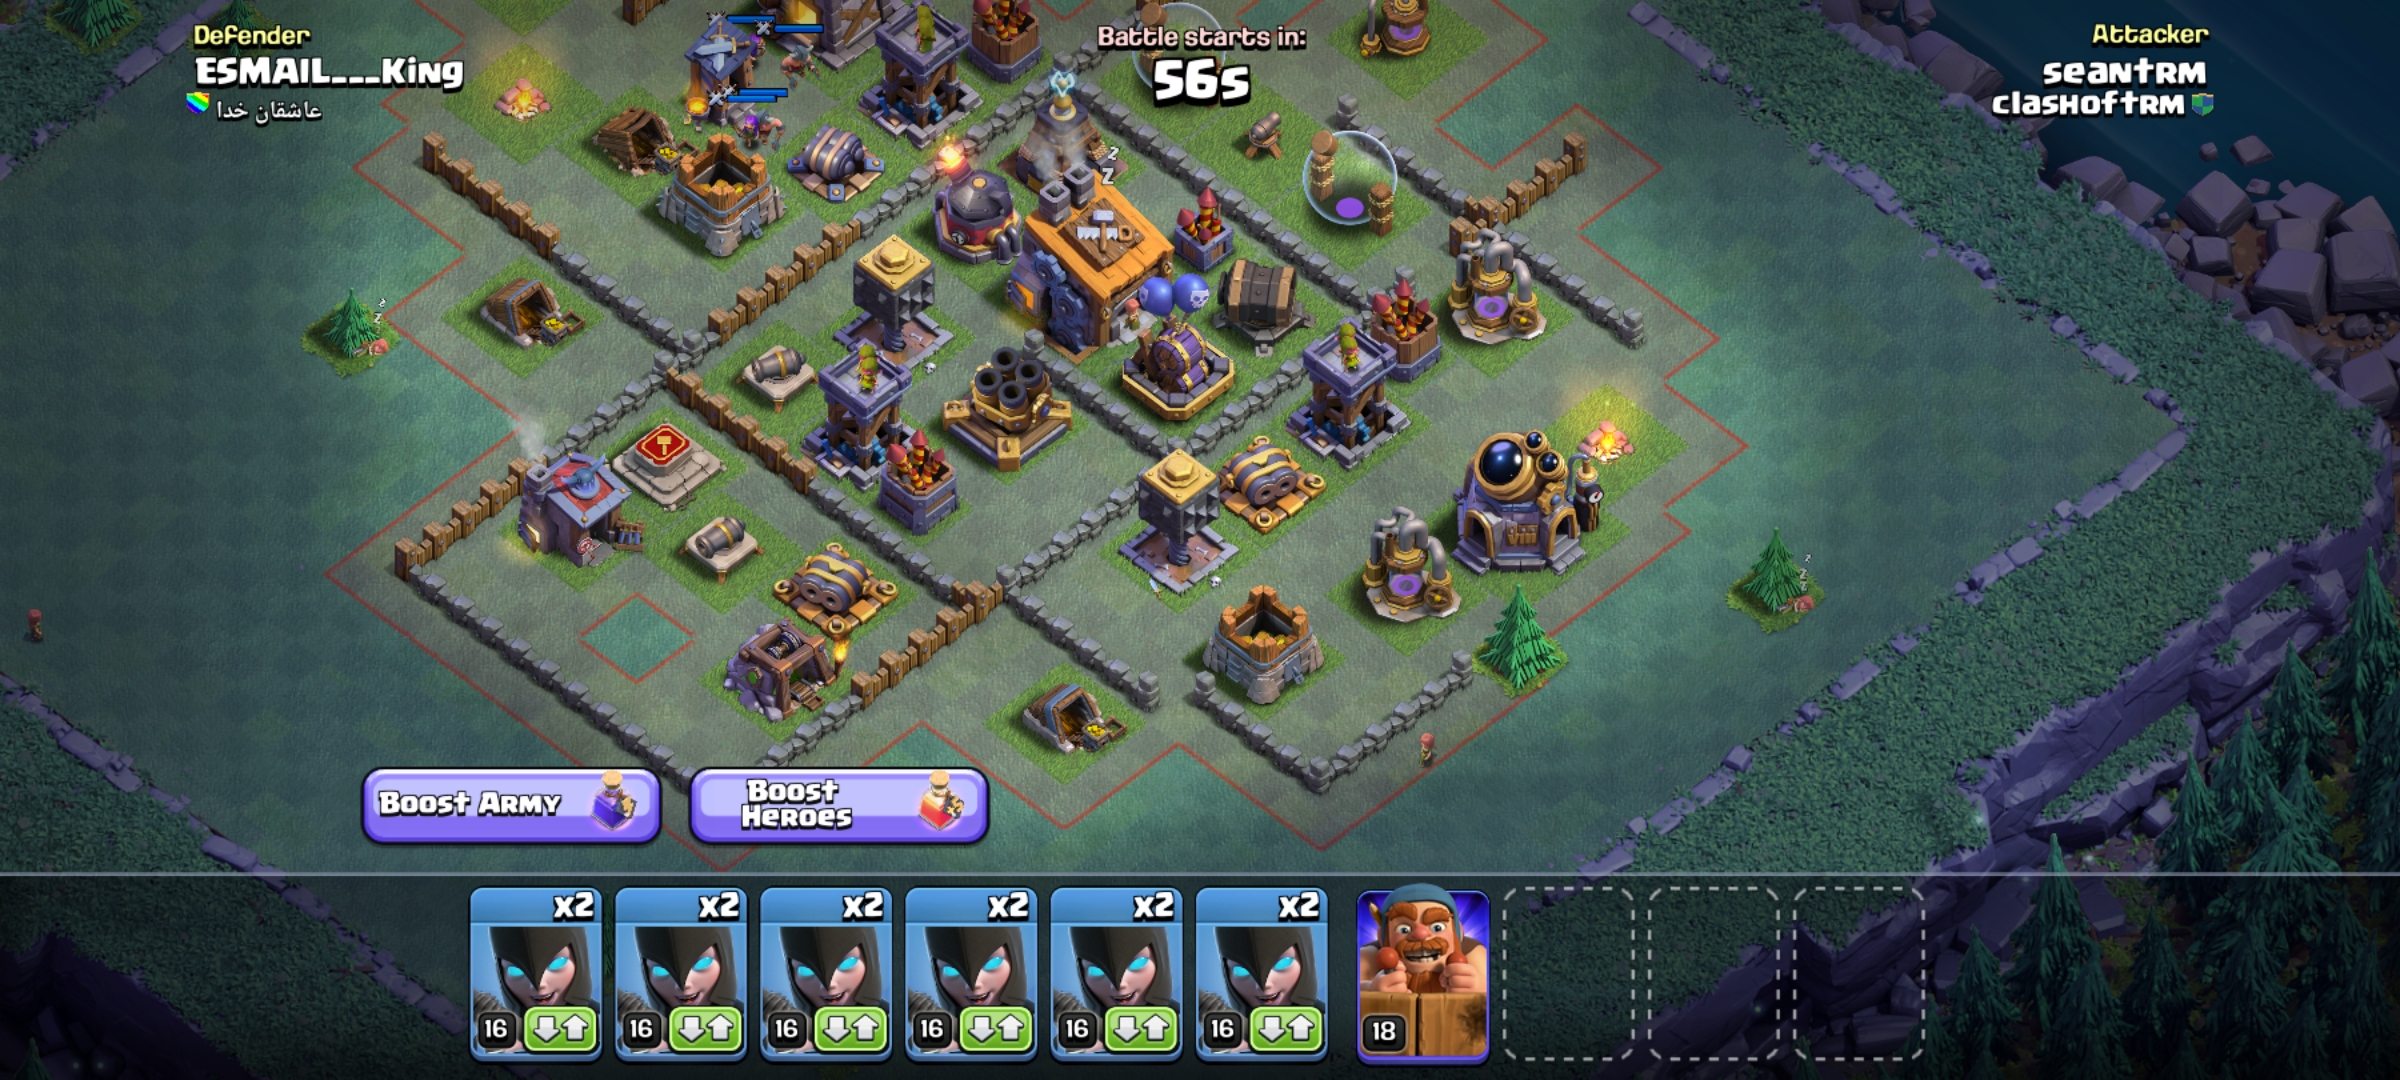 Defender
ESMAIL___King
عاشقان خدا
Battle starts in:
56s
Attacker
seantRM
clashoftRM
z
z
z
z
VIII
z
z
Boost Army
Boost
Heroes
x2
x2
x2
x2
x2
x2
16
16
16
16
16
16
18